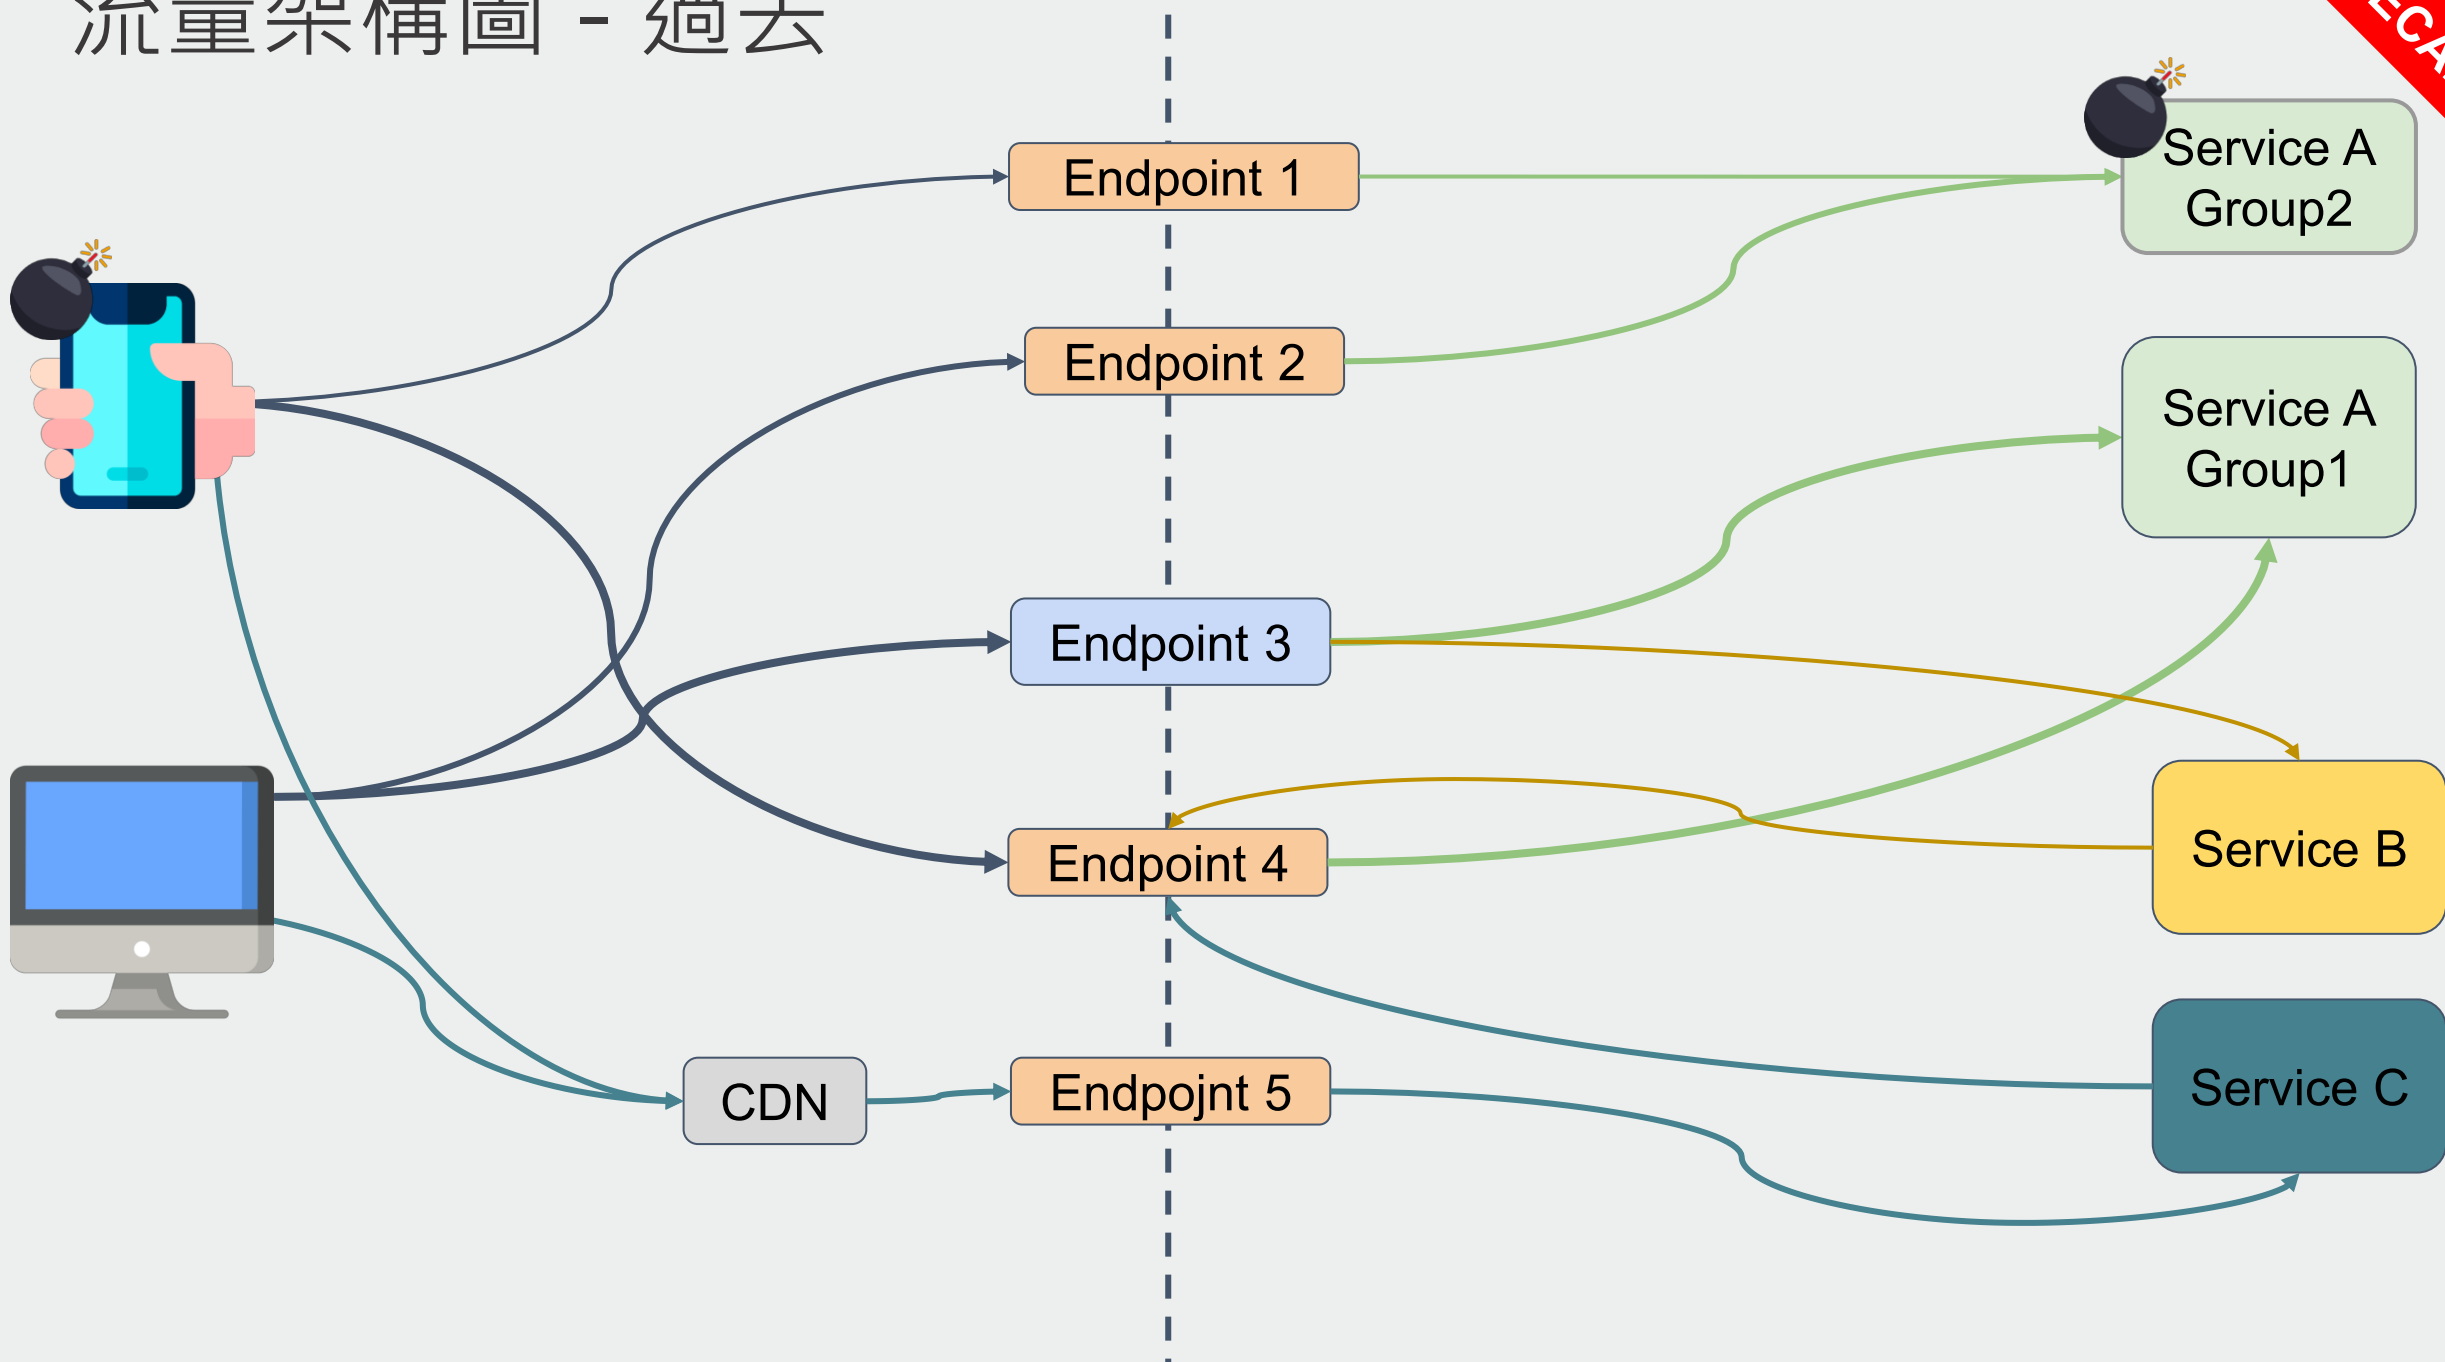 流量架構圖 - 過去
Endpoint 1
Service A
Group2
Endpoint 2
Service A
Group1
Endpoint 3
Endpoint 4
Service B
CDN
Endpojnt 5
Service C